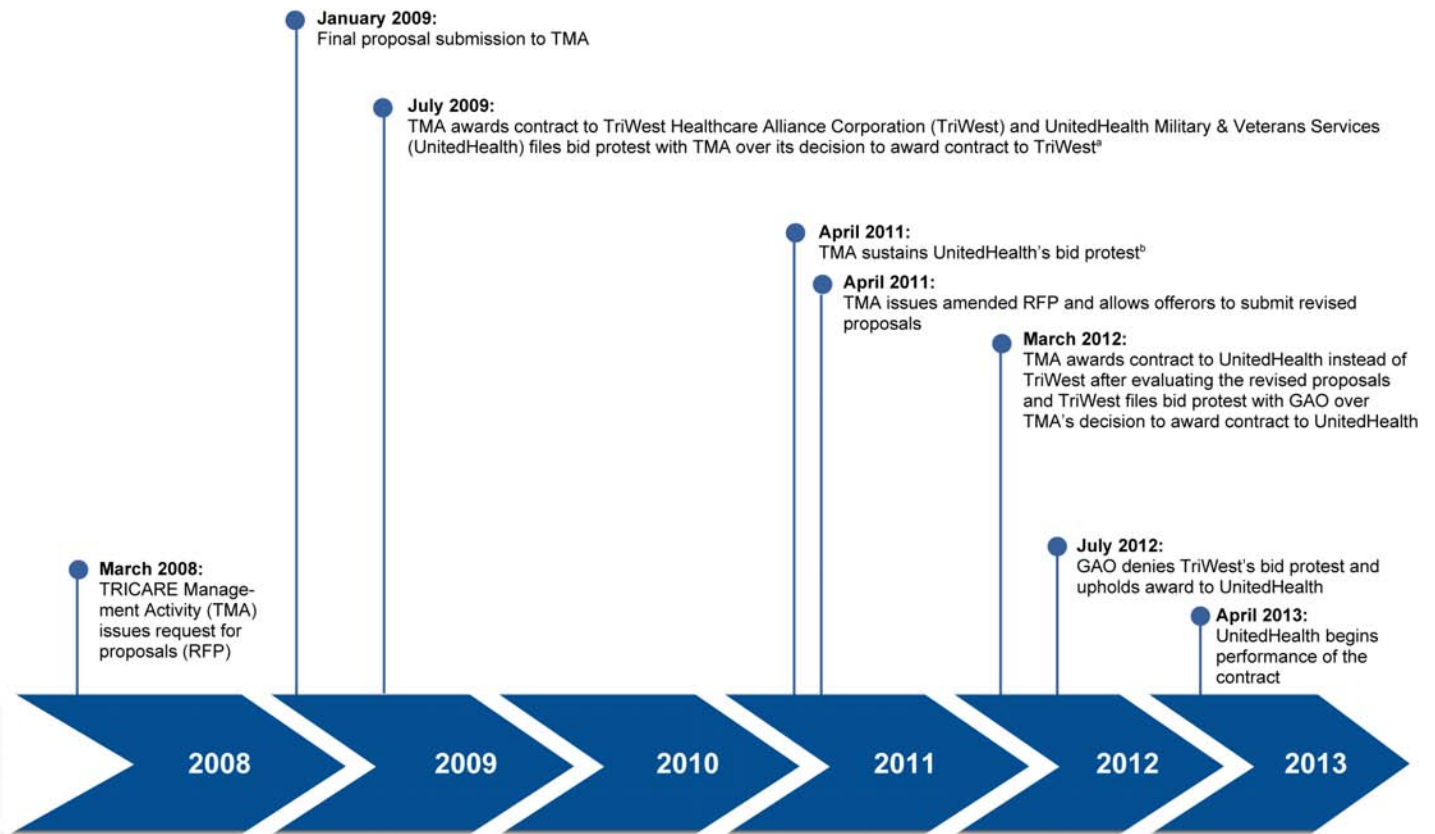 January 2009:
Final proposal submission to TMA
July 2009:
TMA awards contract to TriWest Healthcare Alliance Corporation (TriWest) and UnitedHealth Military & Veterans Services
(UnitedHealth) files bid protest with TMA over its decision to award contract to TriWestª
April 2011:
TMA sustains UnitedHealth's bid protestᵇ
April 2011:
TMA issues amended RFP and allows offerors to submit revised
proposals
March 2012:
TMA awards contract to UnitedHealth instead of
TriWest after evaluating the revised proposals
and TriWest files bid protest with GAO over
TMA's decision to award contract to UnitedHealth
July 2012:
GAO denies TriWest's bid protest and
upholds award to UnitedHealth
March 2008:
TRICARE Manage-
ment Activity (TMA)
issues request for
proposals (RFP)
April 2013:
UnitedHealth begins
performance of the
contract
2008
2009
2010
2011
2012
2013